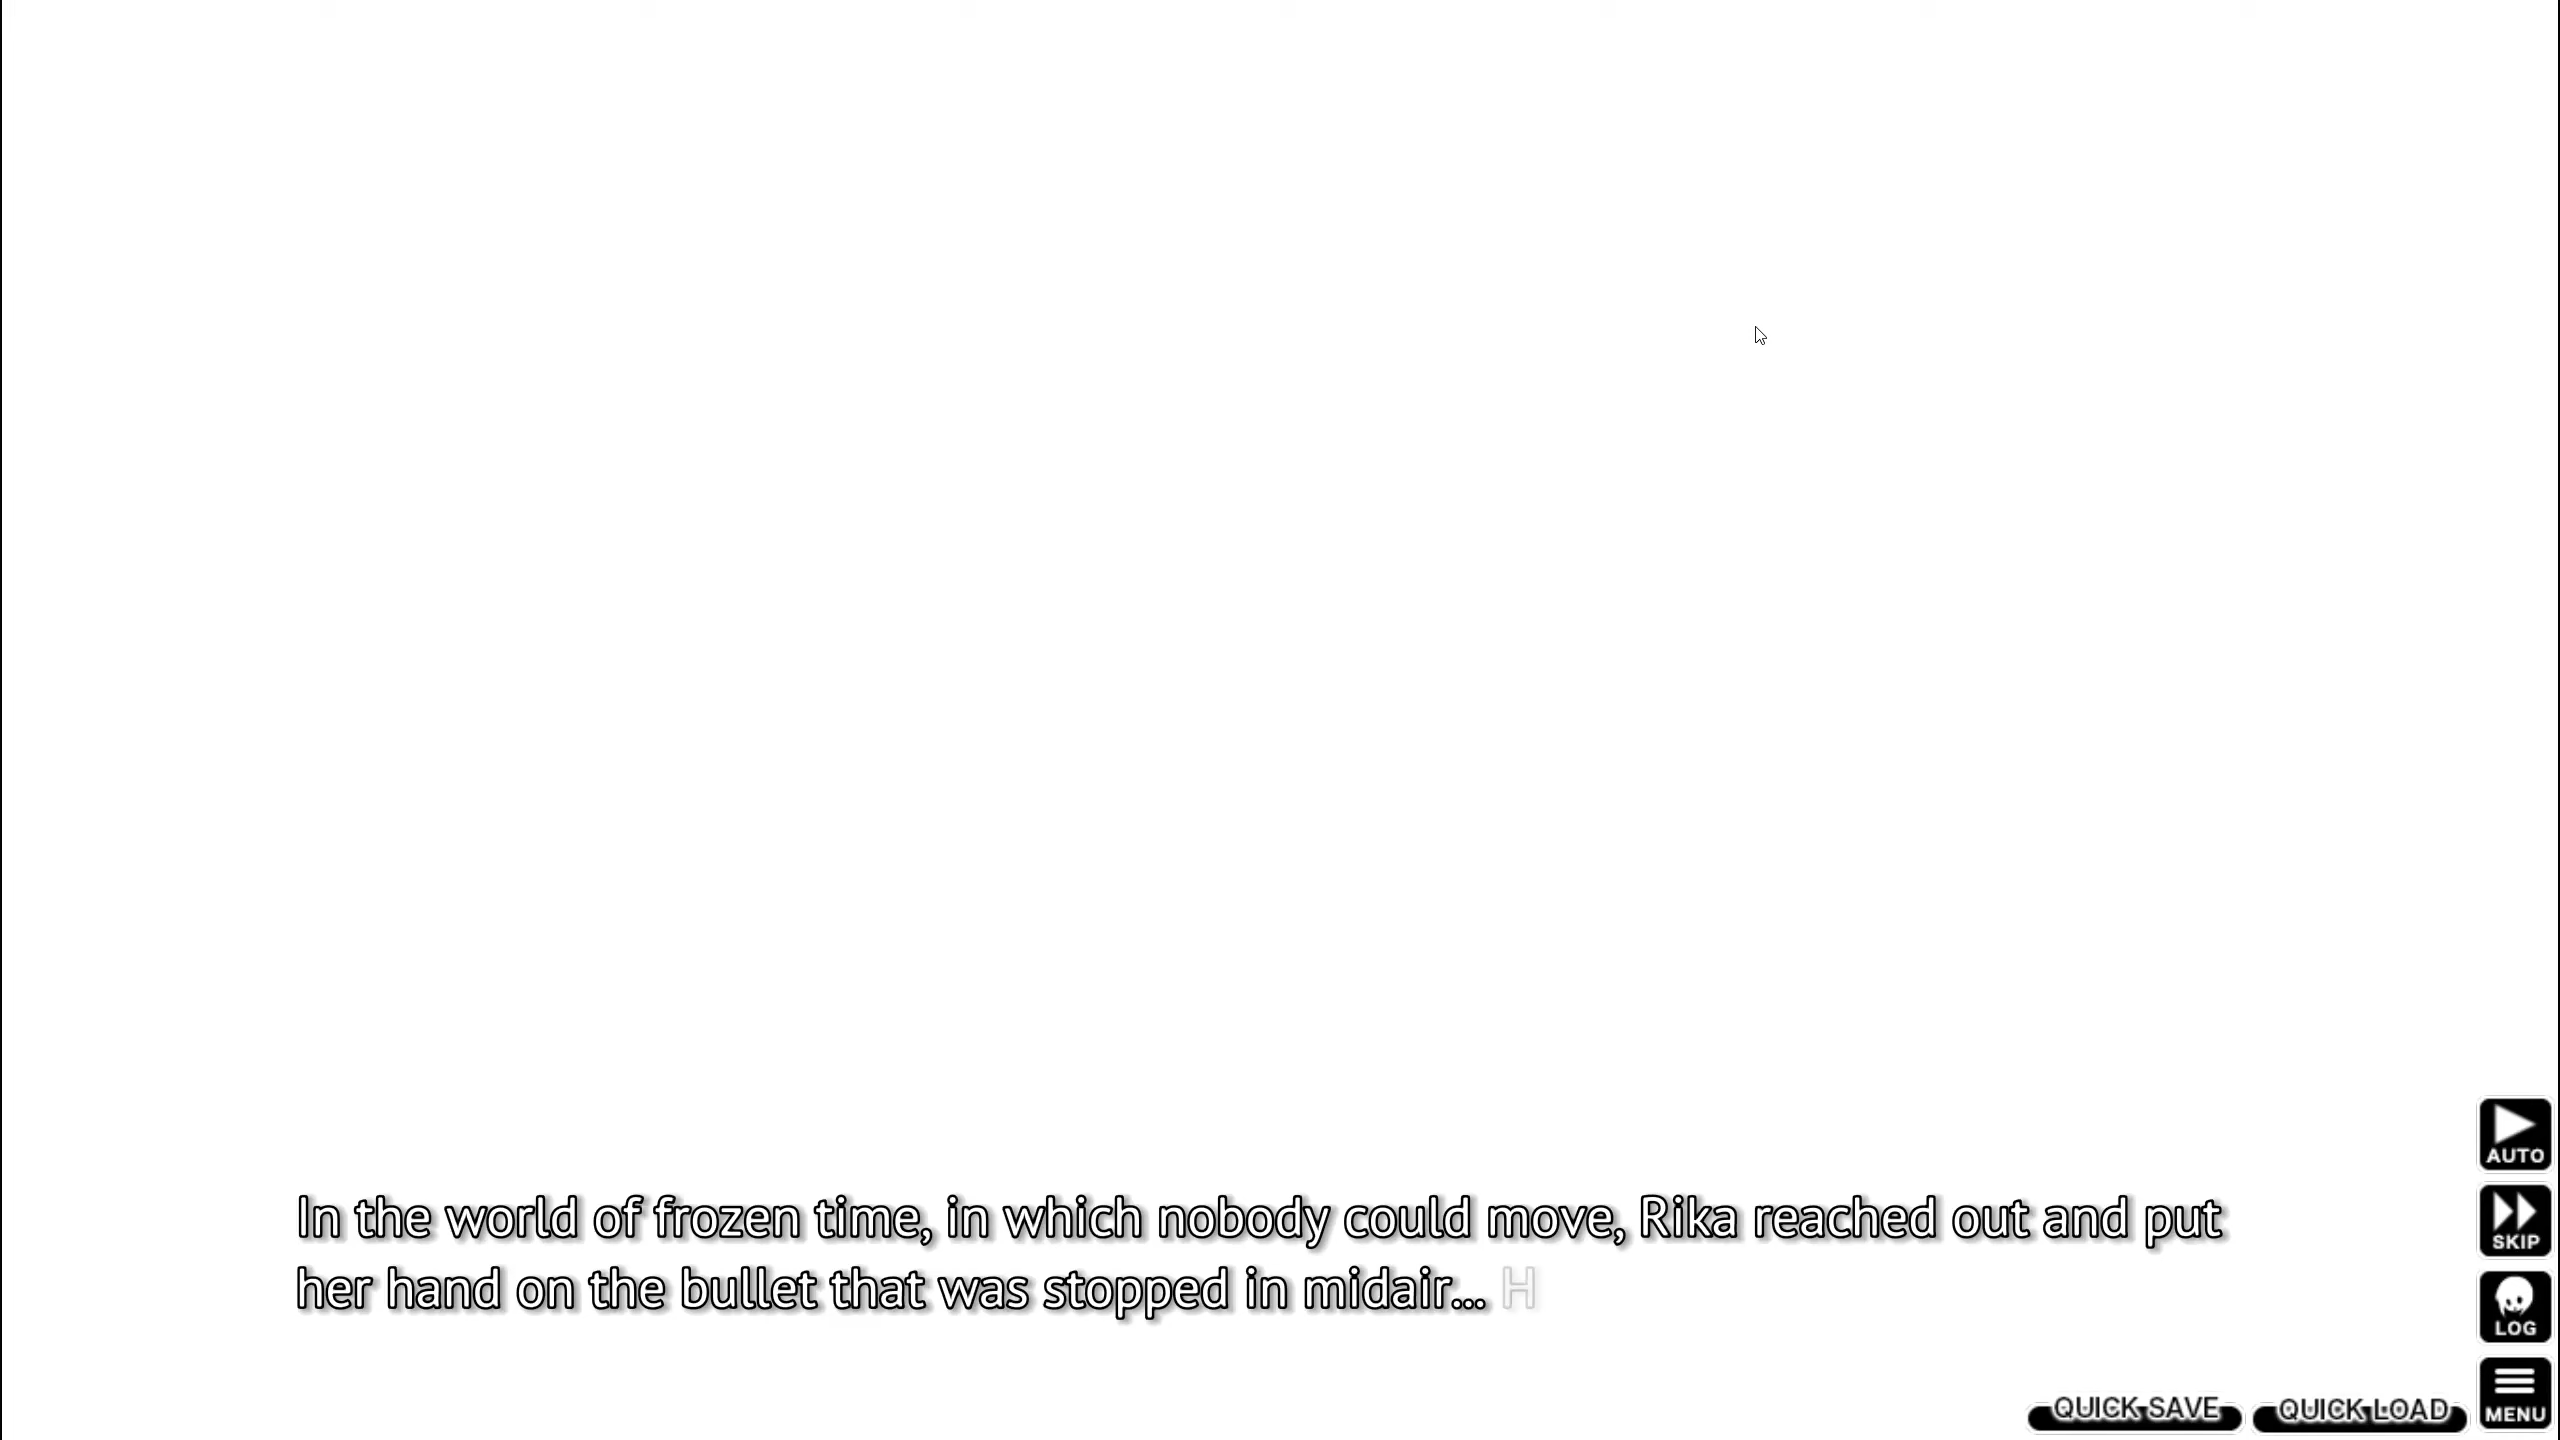 In the world of frozen time, in which nobody could move, Rika reached out and put
her hand on the bullet that was stopped in midair... H
AUTO
SKIP
LOG
MENU
QUICK SAVE
QUICK LOAD